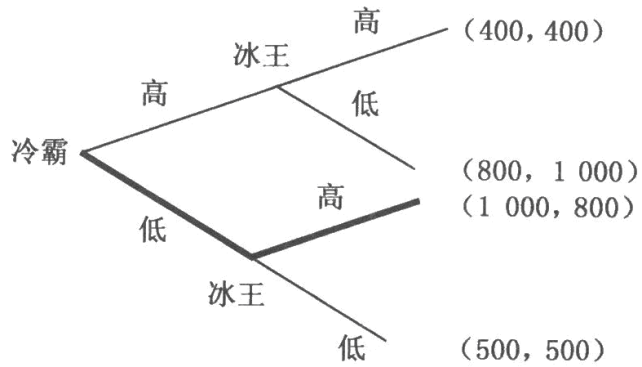 高 (400, 400)
冰王
高
低
冷霸
(800, 1 000)
高
(1 000, 800)
低
冰王
低 (500, 500)